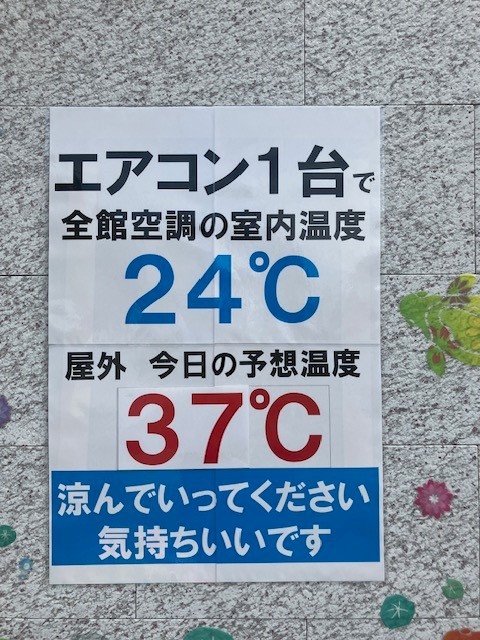 エアコン1台で
全館空調の室内温度
24℃
屋外 今日の予想温度
37℃
涼んでいってください
気持ちいいです